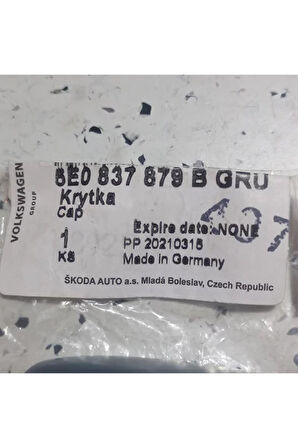 VOLKSWAGEN
GROUP
8E0 837 879 B GRU
Krytka
Cap
1
KS
Expire date: NONE
PP 20210315
Made in Germany
ŠKODA AUTO a.s. Mladá Boleslav, Czech Republic